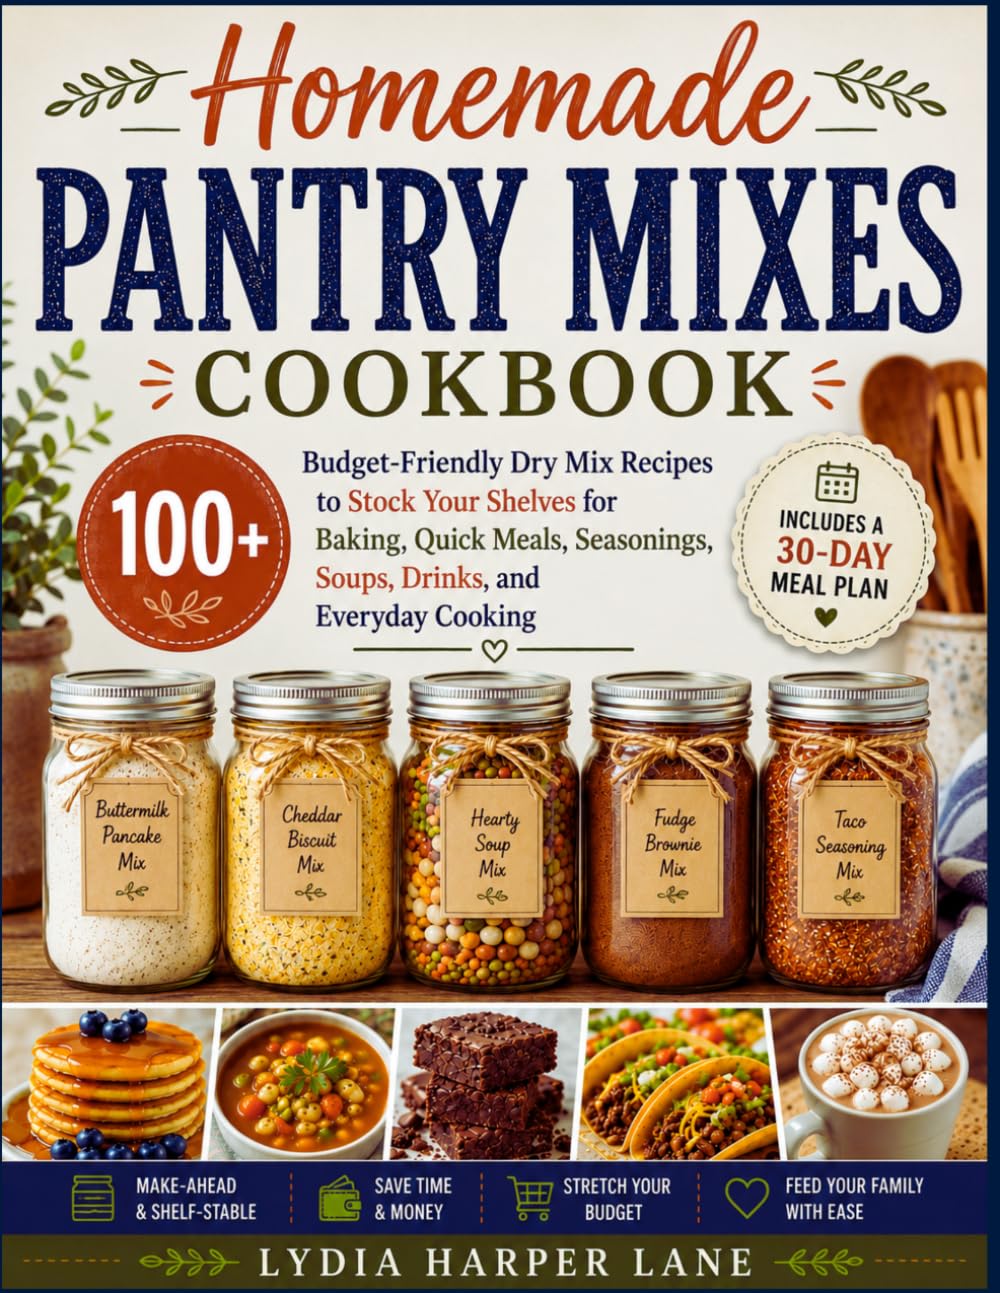 Homemade
PANTRY MIXES
COOKBOOK
100+
Budget-Friendly Dry Mix Recipes
to Stock Your Shelves for
Baking, Quick Meals, Seasonings,
Soups, Drinks, and
Everyday Cooking
INCLUDES A
30-DAY
MEAL PLAN
Buttermilk
Pancake
Mix
Cheddar
Biscuit
Mix
Hearty
Soup
Mix
Fudge
Brownie
Mix
Taco
Seasoning
Mix
MAKE-AHEAD
& SHELF-STABLE
SAVE TIME
& MONEY
STRETCH YOUR
BUDGET
FEED YOUR FAMILY
WITH EASE
LYDIA HARPER LANE